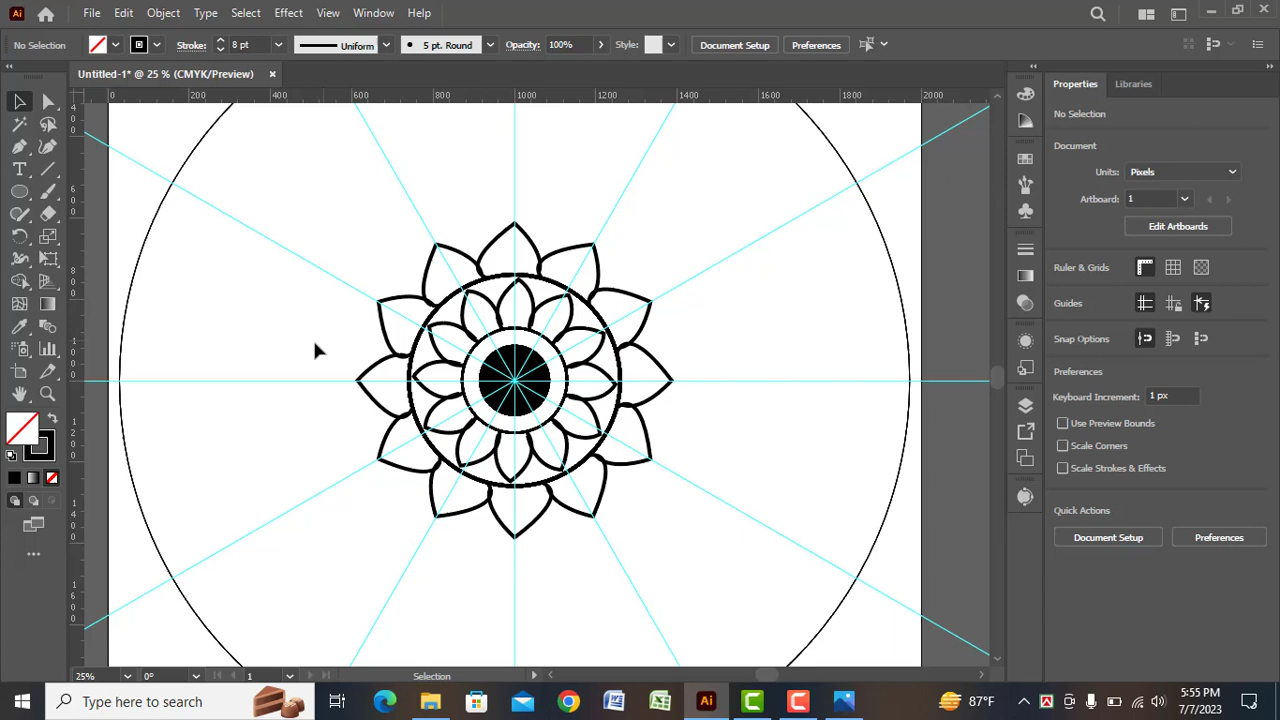 Ai File Edit Object Type Select Effect View Window Help
No Selection Stroke: 8 pt Uniform 5 pt. Round Opacity: 100% Style: Document Setup Preferences
Untitled-1* @ 25 % (CMYK/Preview) ×
0 200 400 600 800 1000 1200 1400 1600 1800 2000
Properties Libraries
No Selection
Document
Units: Pixels
Artboard: 1
Edit Artboards
Ruler & Grids
Guides
Snap Options
Preferences
Keyboard Increment: 1 px
Use Preview Bounds
Scale Corners
Scale Strokes & Effects
Quick Actions
Document Setup Preferences
25% 0° 1 Selection
Type here to search
Ai
87°F
5:55 PM
7/7/2023